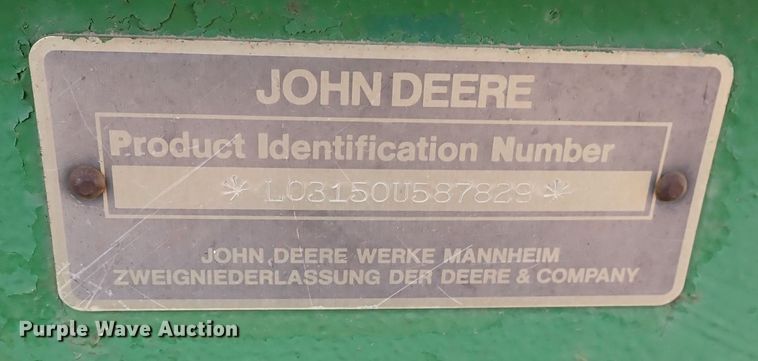 JOHN DEERE
Product Identification Number
* L03150U587829 *
JOHN DEERE WERKE MANNHEIM
ZWEIGNIEDERLASSUNG DER DEERE & COMPANY
Purple Wave Auction